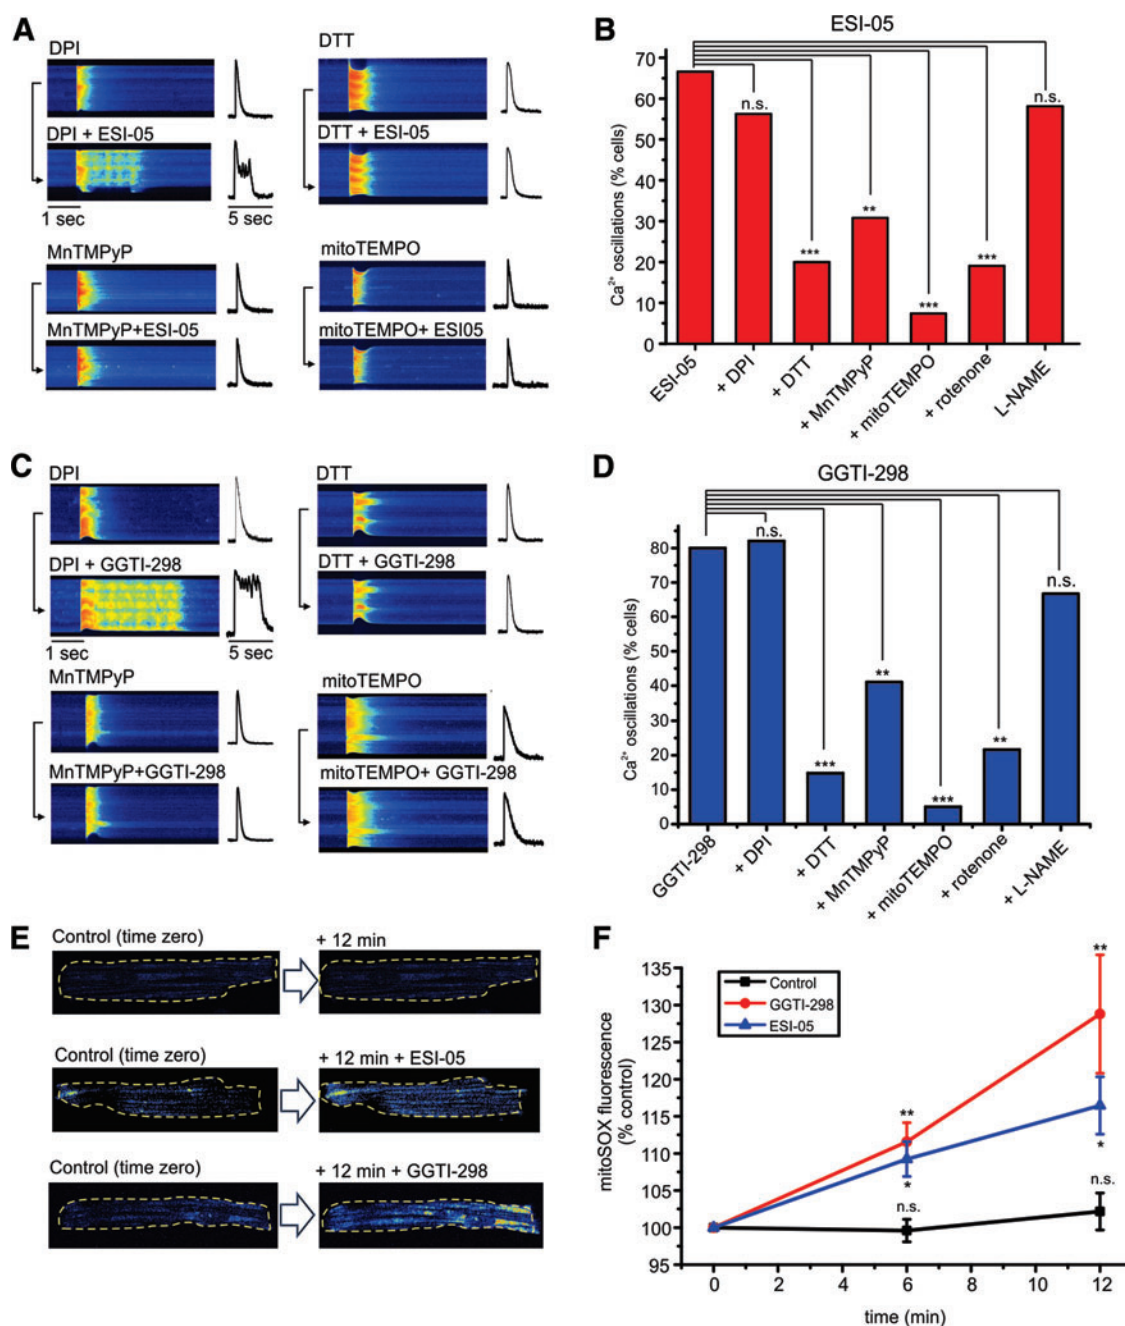 A
DPI
DPI + ESI-05
1 sec
5 sec
DTT
DTT + ESI-05
MnTMPyP
MnTMPyP+ESI-05
mitoTEMPO
mitoTEMPO+ ESI05
B
ESI-05
Ca²⁺ oscillations (% cells)
70
60
50
40
30
20
10
0
n.s.
***
**
***
***
n.s.
ESI-05
+ DPI
+ DTT
+ MnTMPyP
+ mitoTEMPO
+ rotenone
L-NAME
C
DPI
DPI + GGTI-298
1 sec
5 sec
DTT
DTT + GGTI-298
MnTMPyP
MnTMPyP+GGTI-298
mitoTEMPO
mitoTEMPO+ GGTI-298
D
GGTI-298
Ca²⁺ oscillations (% cells)
80
70
60
50
40
30
20
10
0
n.s.
***
**
***
**
n.s.
GGTI-298
+ DPI
+ DTT
+ MnTMPyP
+ mitoTEMPO
+ rotenone
+ L-NAME
E
Control (time zero)
+ 12 min
Control (time zero)
+ 12 min + ESI-05
Control (time zero)
+ 12 min + GGTI-298
F
mitoSOX fluorescence
(% control)
135
130
125
120
115
110
105
100
95
Control
GGTI-298
ESI-05
**
*
n.s.
**
*
n.s.
0
2
4
6
8
10
12
time (min)